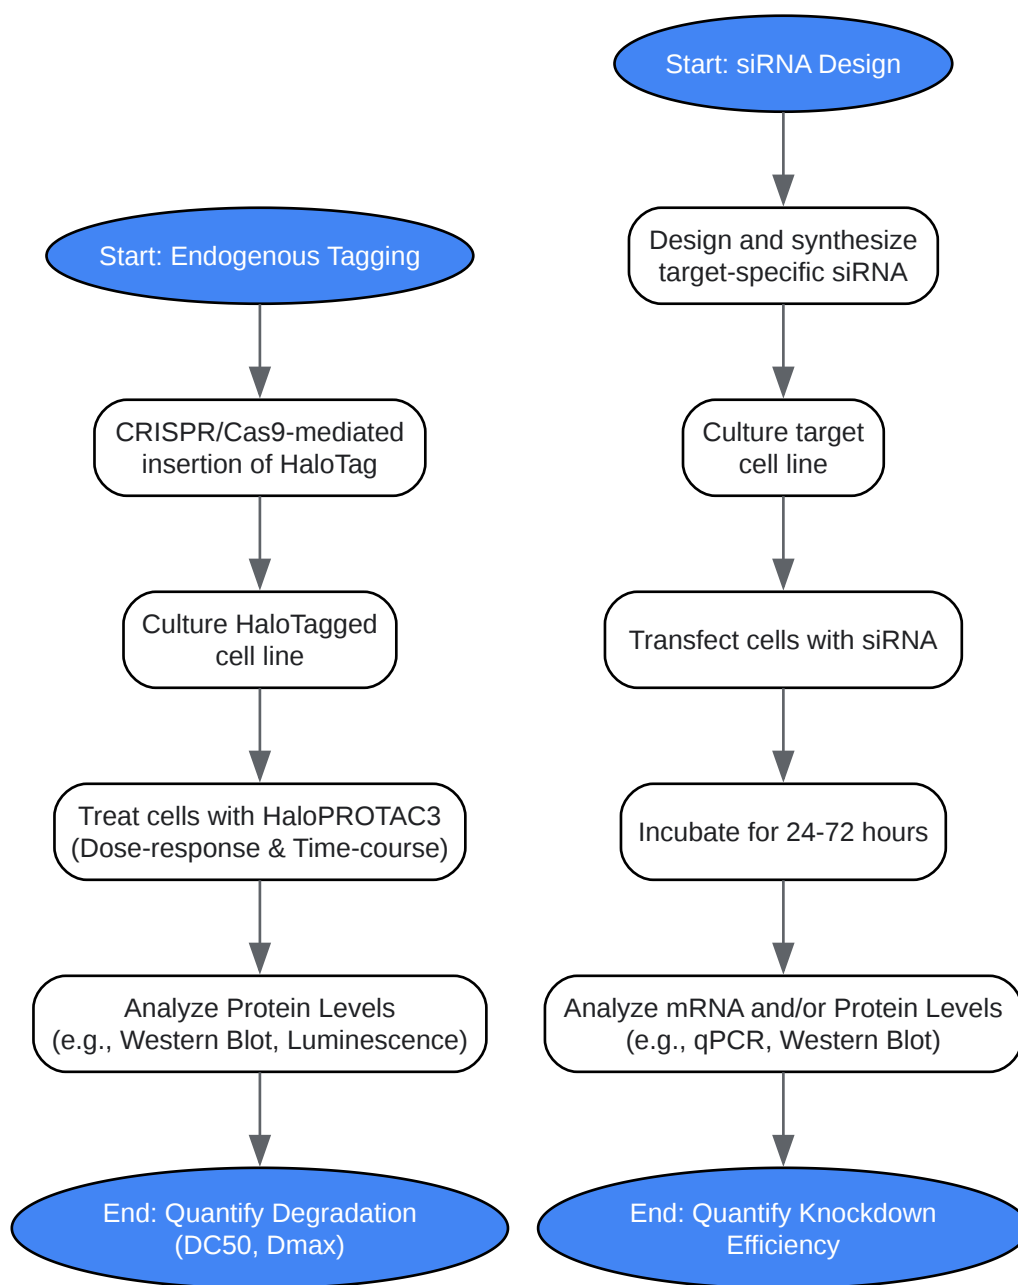 Start: Endogenous Tagging
CRISPR/Cas9-mediated
insertion of HaloTag
Culture HaloTagged
cell line
Treat cells with HaloPROTAC3
(Dose-response & Time-course)
Analyze Protein Levels
(e.g., Western Blot, Luminescence)
End: Quantify Degradation
(DC50, Dmax)
Start: siRNA Design
Design and synthesize
target-specific siRNA
Culture target
cell line
Transfect cells with siRNA
Incubate for 24-72 hours
Analyze mRNA and/or Protein Levels
(e.g., qPCR, Western Blot)
End: Quantify Knockdown
Efficiency